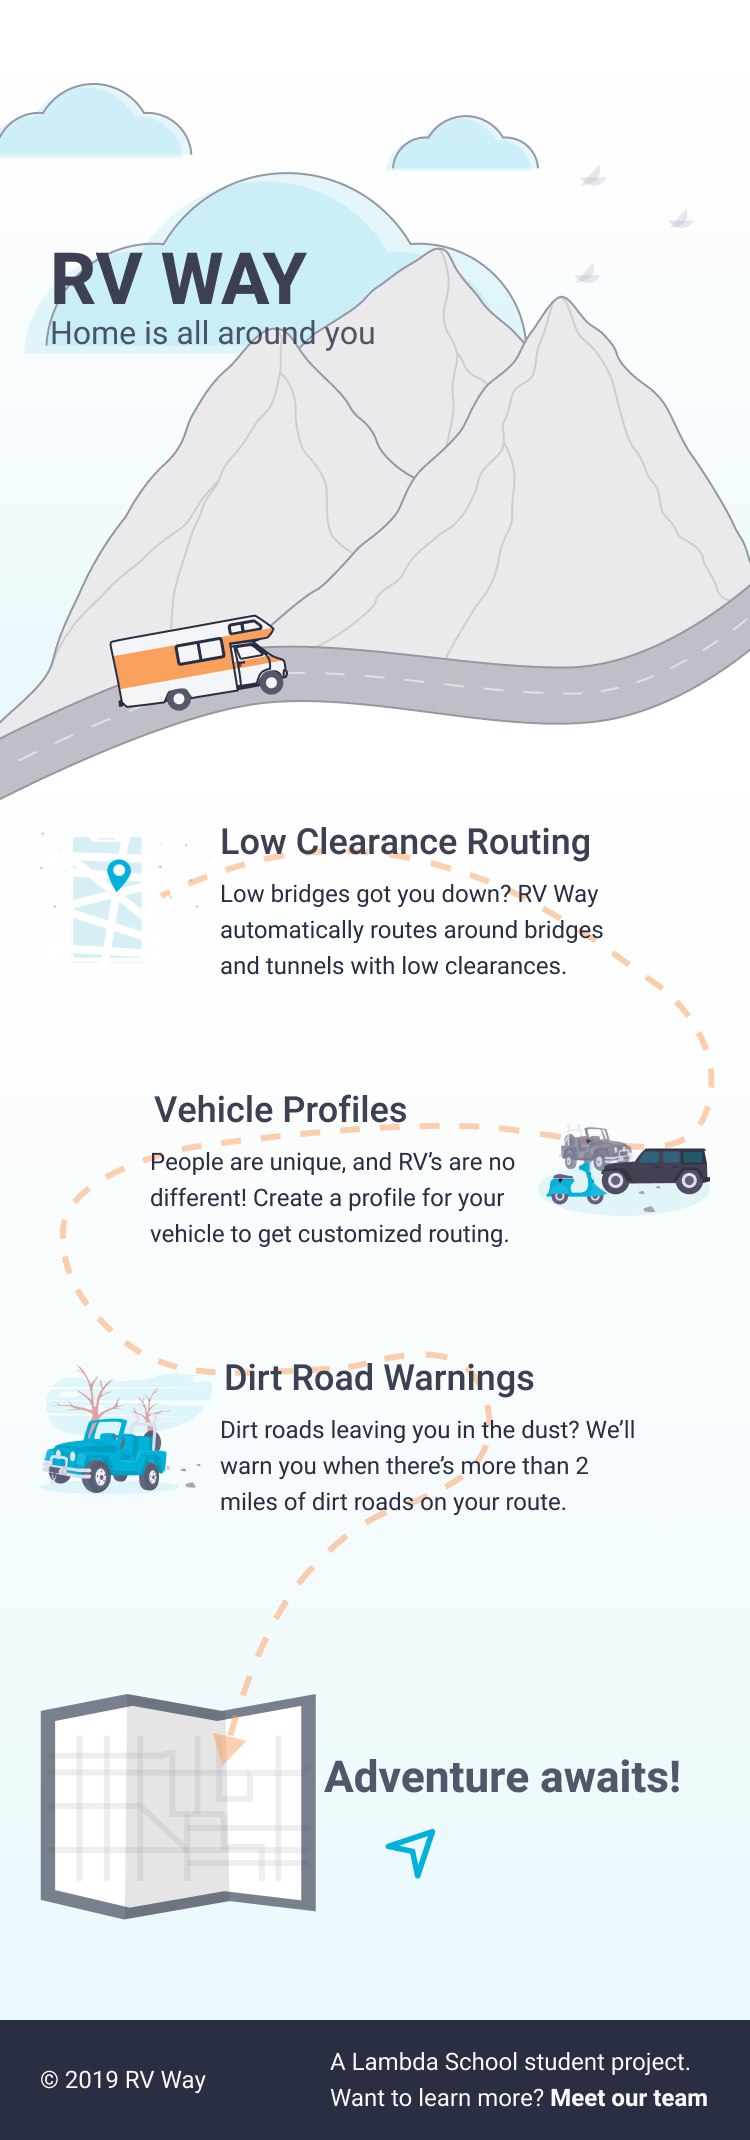 RV WAY
Home is all around you
Low Clearance Routing
Low bridges got you down? RV Way
automatically routes around bridges
and tunnels with low clearances.
Vehicle Profiles
People are unique, and RV's are no
different! Create a profile for your
vehicle to get customized routing.
Dirt Road Warnings
Dirt roads leaving you in the dust? We'll
warn you when there's more than 2
miles of dirt roads on your route.
Adventure awaits!
© 2019 RV Way
A Lambda School student project.
Want to learn more? Meet our team